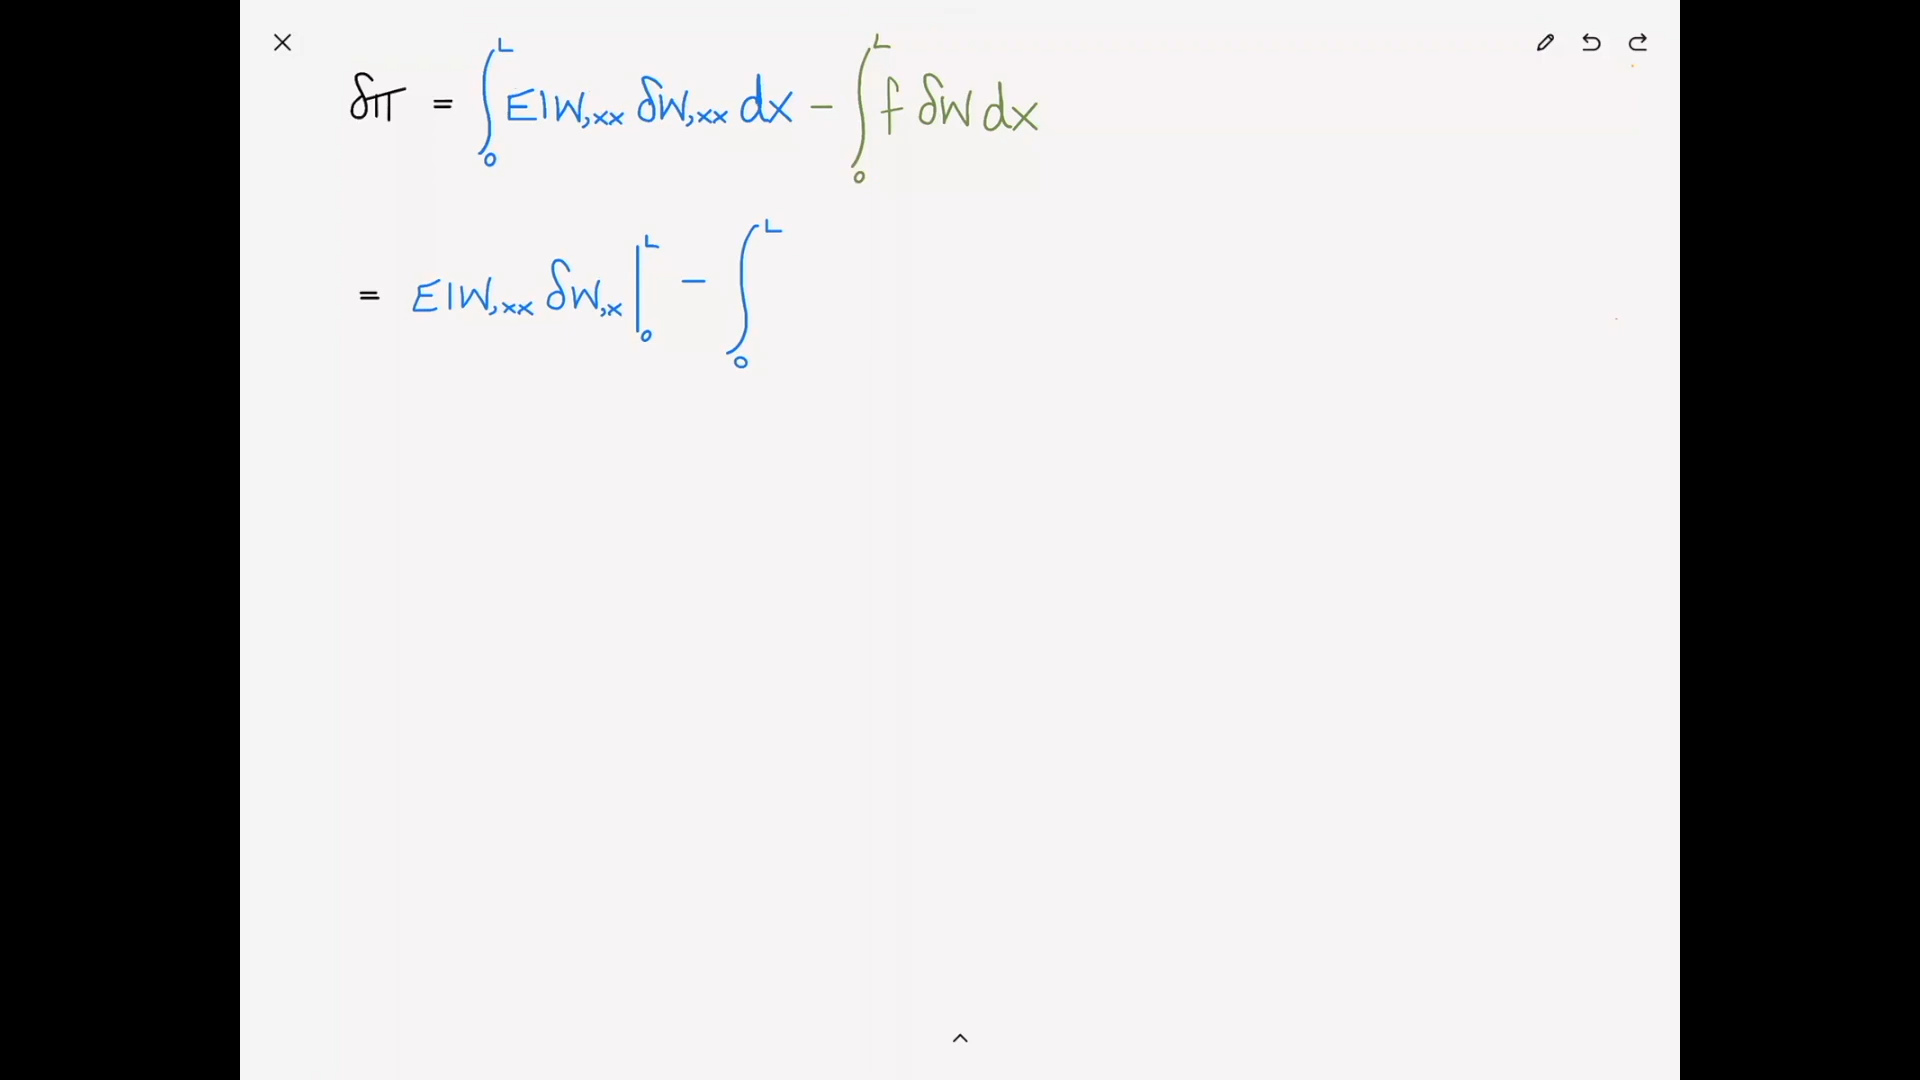 δπ = ∫₀ᴸ EIw,xx δw,xx dx − ∫₀ᴸ f δw dx
= EIw,xx δw,x |₀ᴸ − ∫₀ᴸ